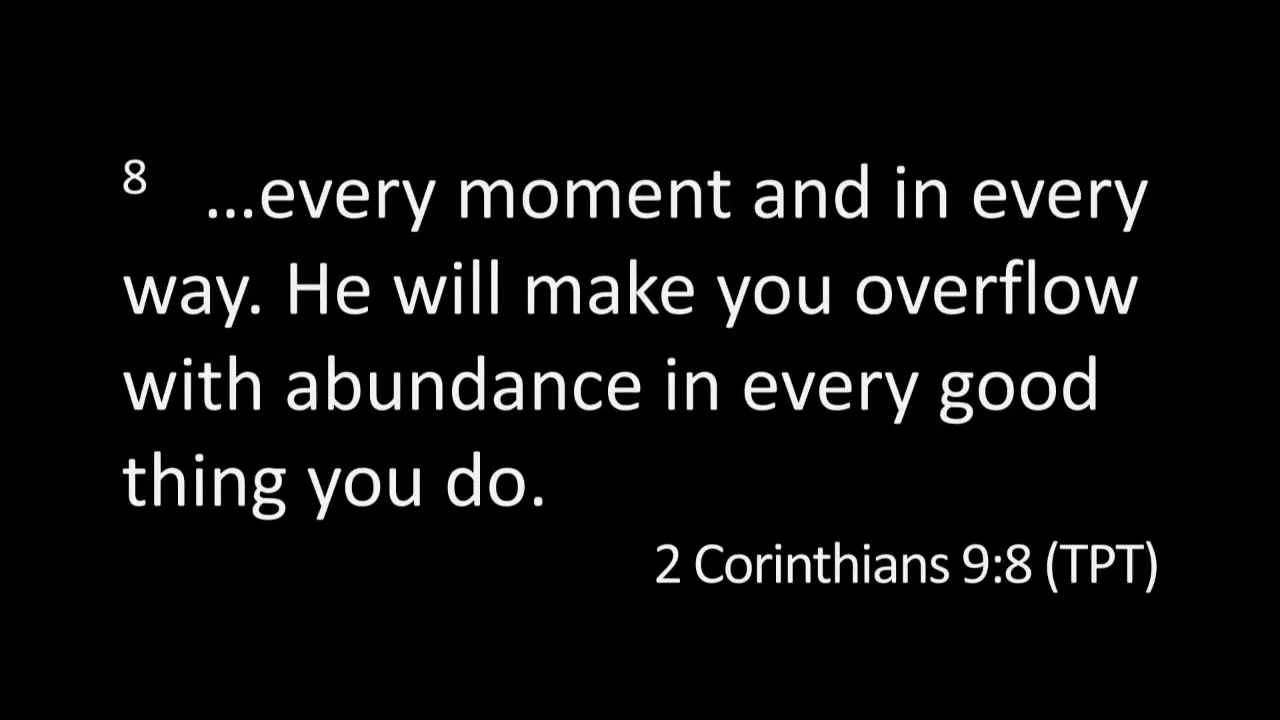 8 ...every moment and in every
way. He will make you overflow
with abundance in every good
thing you do.
2 Corinthians 9:8 (TPT)